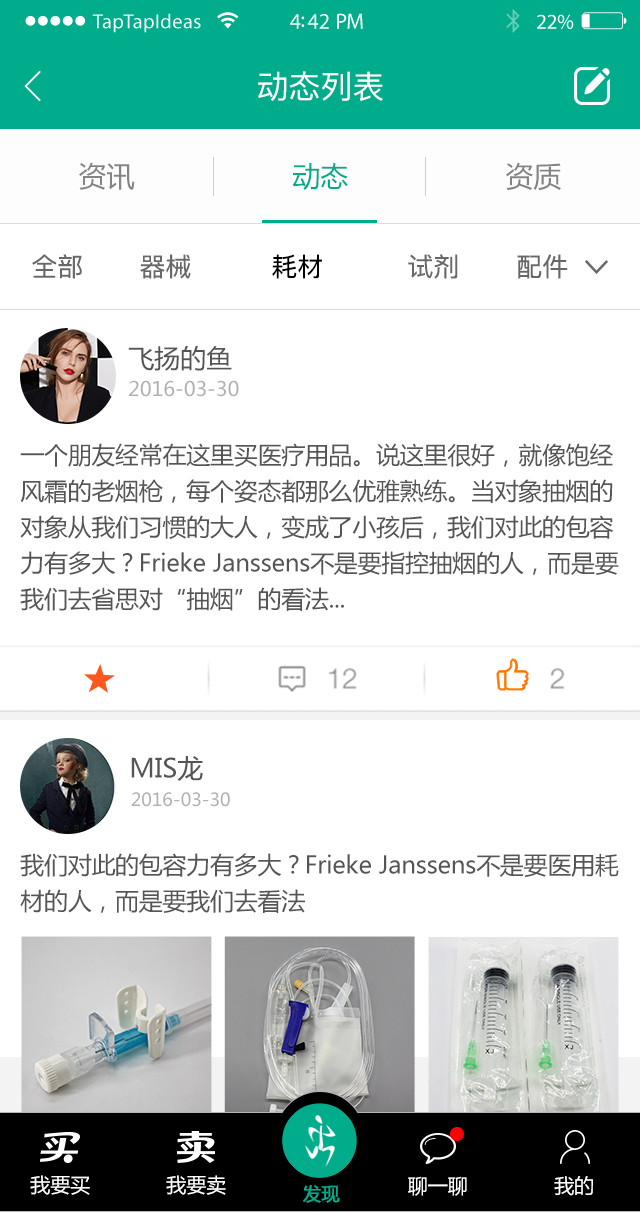 TapTapIdeas 4:42 PM 22%
动态列表
资讯 动态 资质
全部 器械 耗材 试剂 配件
飞扬的鱼
2016-03-30
一个朋友经常在这里买医疗用品。说这里很好，就像饱经
风霜的老烟枪，每个姿态都那么优雅熟练。当对象抽烟的
对象从我们习惯的大人，变成了小孩后，我们对此的包容
力有多大？Frieke Janssens不是要指控抽烟的人，而是要
我们去省思对“抽烟”的看法...
12 2
MIS龙
2016-03-30
我们对此的包容力有多大？Frieke Janssens不是要医用耗
材的人，而是要我们去看法
买 卖
我要买 我要卖 发现 聊一聊 我的